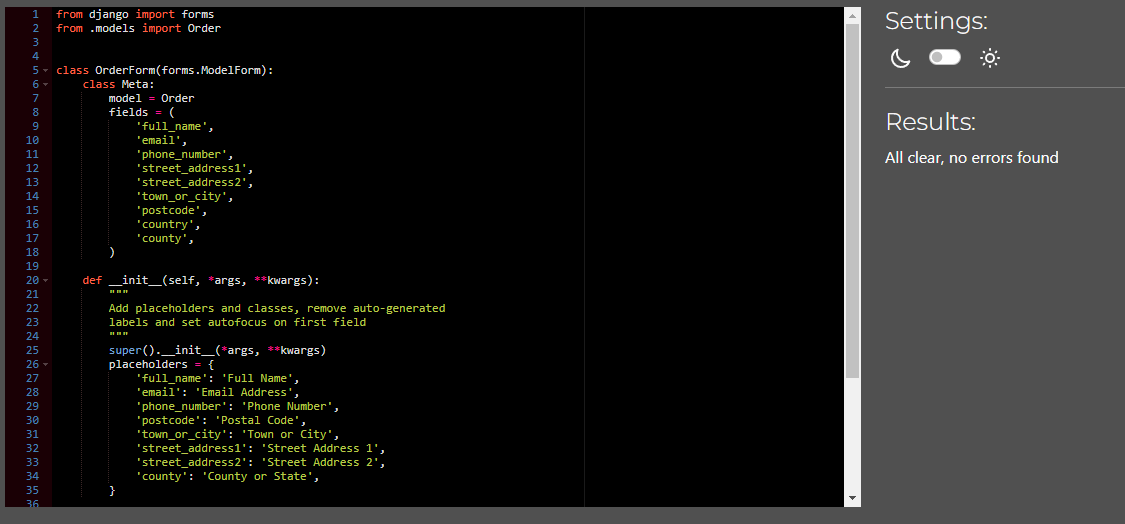 1 from django import forms
2 from .models import Order
3
4
5 class OrderForm(forms.ModelForm):
6     class Meta:
7         model = Order
8         fields = (
9             'full_name',
10             'email',
11             'phone_number',
12             'street_address1',
13             'street_address2',
14             'town_or_city',
15             'postcode',
16             'country',
17             'county',
18         )
19
20     def __init__(self, *args, **kwargs):
21         """
22         Add placeholders and classes, remove auto-generated
23         labels and set autofocus on first field
24         """
25         super().__init__(*args, **kwargs)
26         placeholders = {
27             'full_name': 'Full Name',
28             'email': 'Email Address',
29             'phone_number': 'Phone Number',
30             'postcode': 'Postal Code',
31             'town_or_city': 'Town or City',
32             'street_address1': 'Street Address 1',
33             'street_address2': 'Street Address 2',
34             'county': 'County or State',
35         }
36
Settings:
Results:
All clear, no errors found